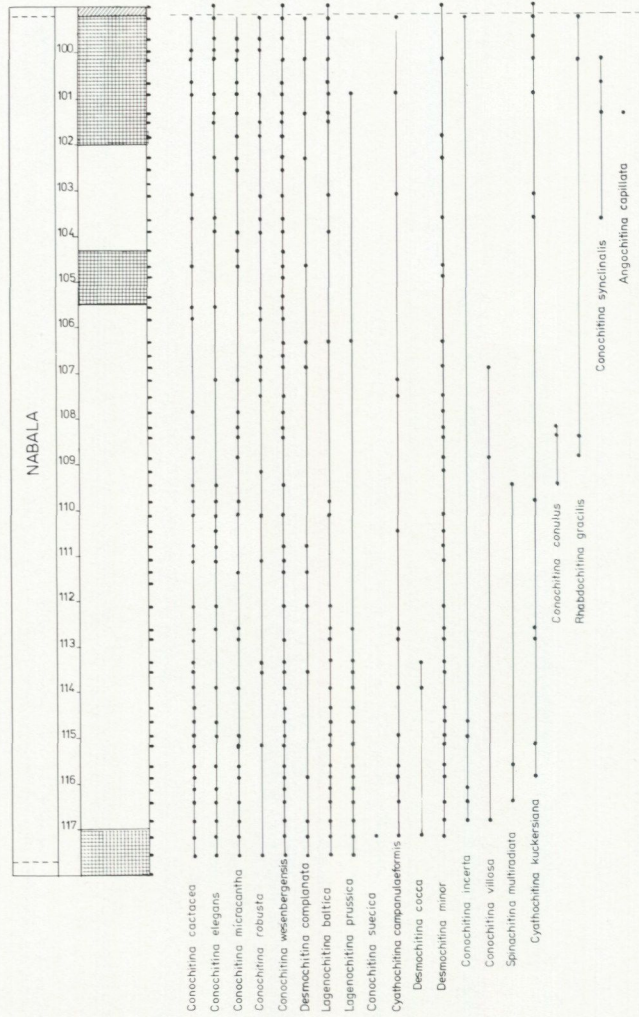 NABALA
100
101
102
103
104
105
106
107
108
109
110
111
112
113
114
115
116
117
Conochitina cactacea
Conochitina elegans
Conochitina micracantha
Conochitina robusta
Conochitina wesenbergensis
Desmochitina complanata
Lagenochitina baltica
Lagenochitina prussica
Conochitina suecica
Cyathochitina campanulaeformis
Desmochitina cocca
Desmochitina minor
Conochitina incerta
Conochitina villosa
Spinachitina multiradiata
Cyathochitina kuckersiana
Conochitina conulus
Rhabdochitina gracilis
Conochitina synclinalis
Angochitina capillata